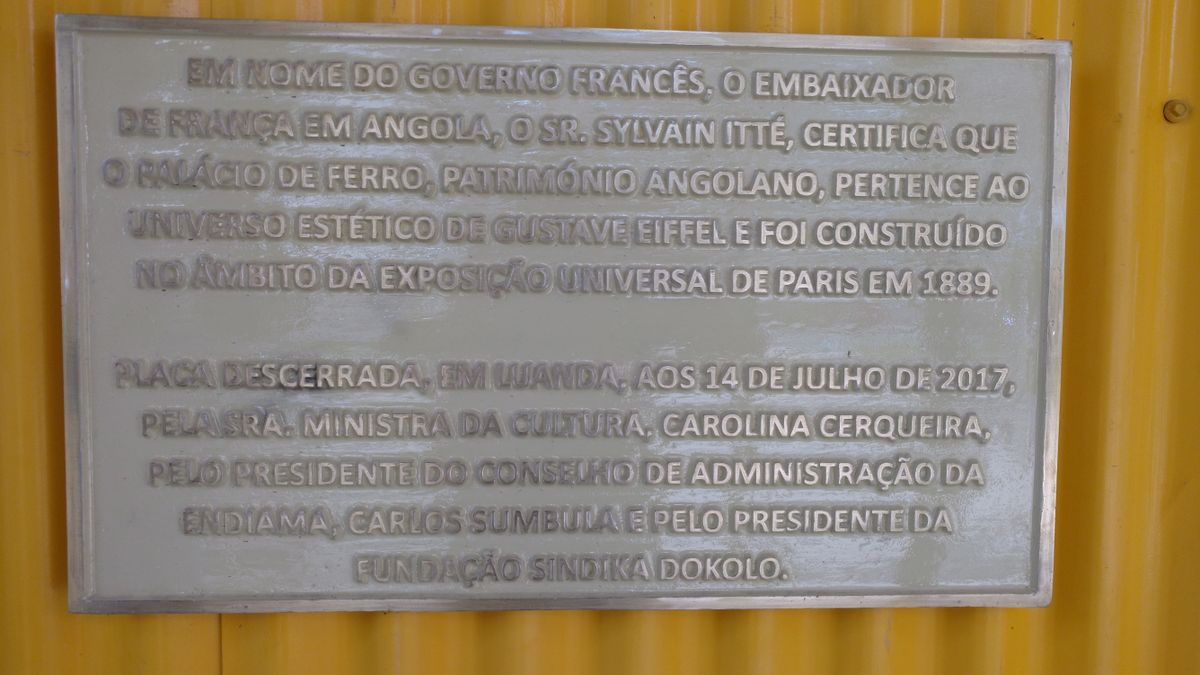 EM NOME DO GOVERNO FRANCÊS, O EMBAIXADOR
DE FRANÇA EM ANGOLA, O SR. SYLVAIN ITTÉ, CERTIFICA QUE
O PALÁCIO DE FERRO, PATRIMÓNIO ANGOLANO, PERTENCE AO
UNIVERSO ESTÉTICO DE GUSTAVE EIFFEL E FOI CONSTRUÍDO
NO ÂMBITO DA EXPOSIÇÃO UNIVERSAL DE PARIS EM 1889.
PLACA DESCERRADA, EM LUANDA, AOS 14 DE JULHO DE 2017,
PELA SRA. MINISTRA DA CULTURA, CAROLINA CERQUEIRA,
PELO PRESIDENTE DO CONSELHO DE ADMINISTRAÇÃO DA
ENDIAMA, CARLOS SUMBULA E PELO PRESIDENTE DA
FUNDAÇÃO SINDIKA DOKOLO.